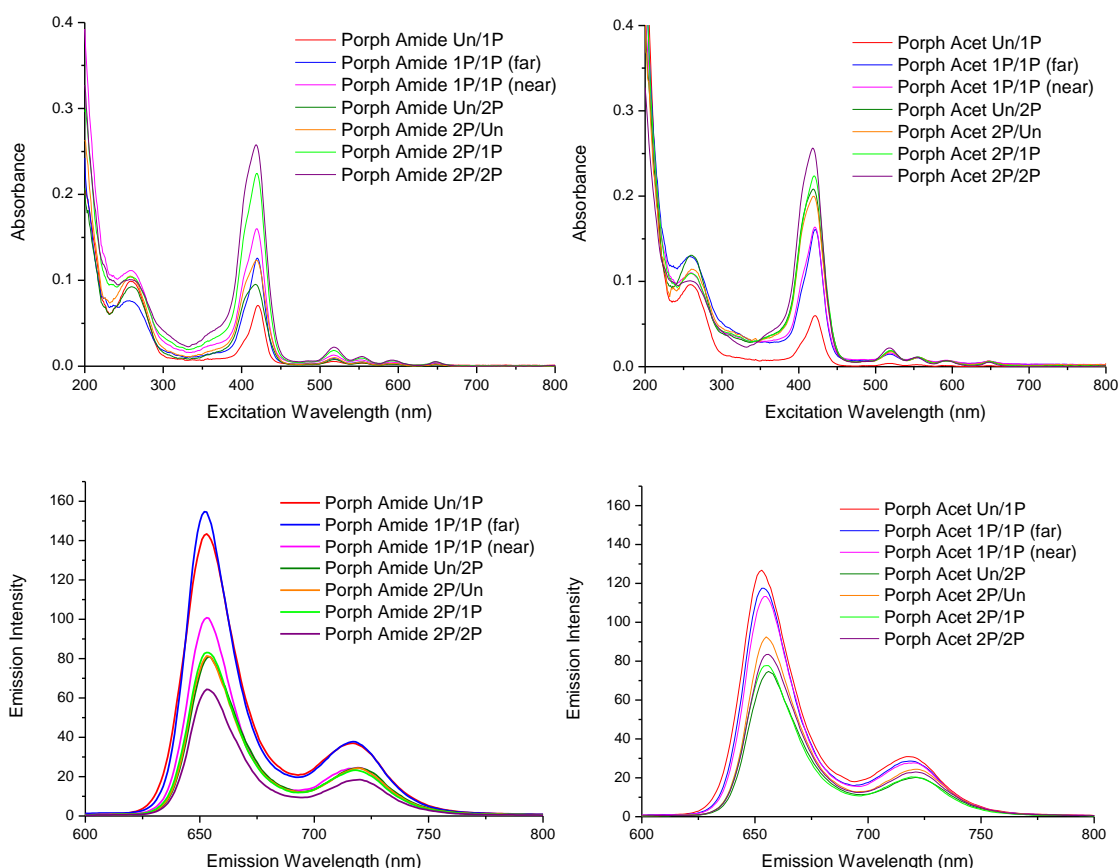 0.4
0.3
0.2
0.1
0.0
Absorbance
Porph Amide Un/1P
Porph Amide 1P/1P (far)
Porph Amide 1P/1P (near)
Porph Amide Un/2P
Porph Amide 2P/Un
Porph Amide 2P/1P
Porph Amide 2P/2P
200 300 400 500 600 700 800
Excitation Wavelength (nm)
0.4
0.3
0.2
0.1
0.0
Absorbance
Porph Acet Un/1P
Porph Acet 1P/1P (far)
Porph Acet 1P/1P (near)
Porph Acet Un/2P
Porph Acet 2P/Un
Porph Acet 2P/1P
Porph Acet 2P/2P
200 300 400 500 600 700 800
Excitation Wavelength (nm)
160
140
120
100
80
60
40
20
0
Emission Intensity
Porph Amide Un/1P
Porph Amide 1P/1P (far)
Porph Amide 1P/1P (near)
Porph Amide Un/2P
Porph Amide 2P/Un
Porph Amide 2P/1P
Porph Amide 2P/2P
600 650 700 750 800
Emission Wavelength (nm)
160
140
120
100
80
60
40
20
0
Emission Intensity
Porph Acet Un/1P
Porph Acet 1P/1P (far)
Porph Acet 1P/1P (near)
Porph Acet Un/2P
Porph Acet 2P/Un
Porph Acet 2P/1P
Porph Acet 2P/2P
600 650 700 750 800
Emission Wavelength (nm)